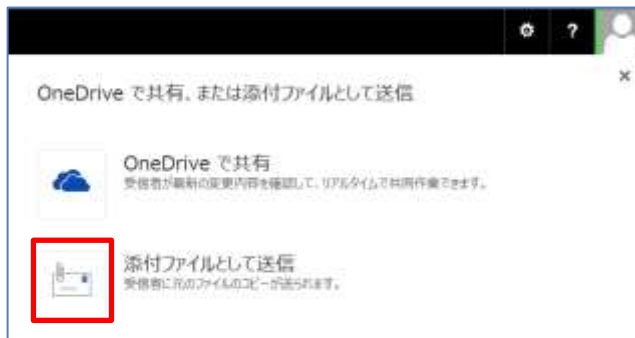 ?
OneDrive で共有、または添付ファイルとして送信
×
OneDrive で共有
受信者が最新の変更内容を確認して、リアルタイムで共同作業できます。
添付ファイルとして送信
受信者に元のファイルのコピーが送られます。